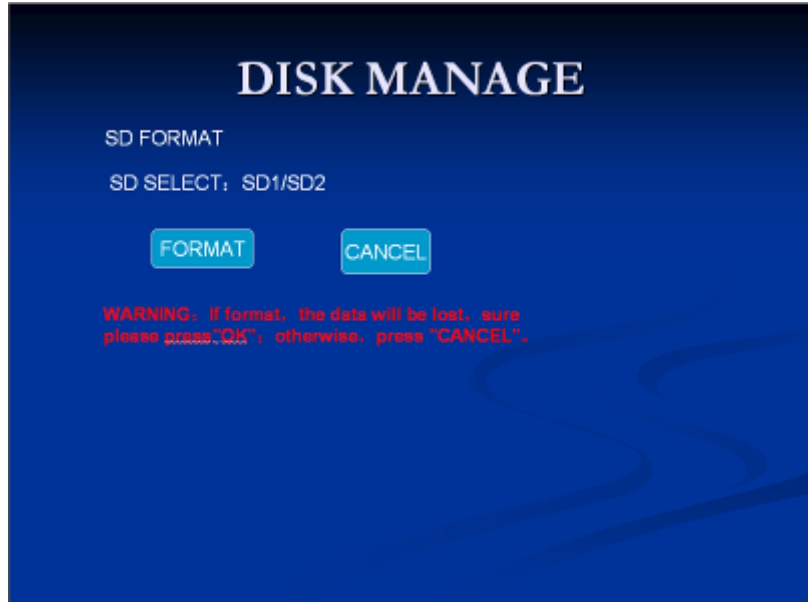 DISK MANAGE
SD FORMAT
SD SELECT：SD1/SD2
FORMAT
CANCEL
WARNING：If format，the data will be lost，sure
please press"OK"；otherwise，press "CANCEL"。